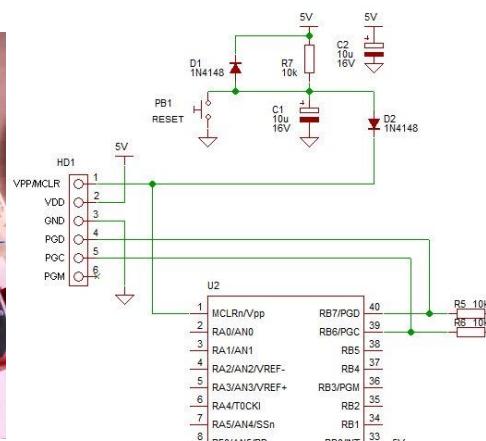 5V
5V
D1
1N4148
R7
10k
C2
10u
16V
PB1
RESET
C1
10u
16V
D2
1N4148
5V
HD1
VPP/MCLR
1
VDD
2
GND
3
PGD
4
PGC
5
PGM
6
U2
1
MCLRn/Vpp
RB7/PGD
40
R5 10k
2
RA0/AN0
RB6/PGC
39
R6 10k
3
RA1/AN1
RB5
38
4
RA2/AN2/VREF-
RB4
37
5
RA3/AN3/VREF+
RB3/PGM
36
6
RA4/T0CKI
RB2
35
7
RA5/AN4/SSn
RB1
34
8
33
5V